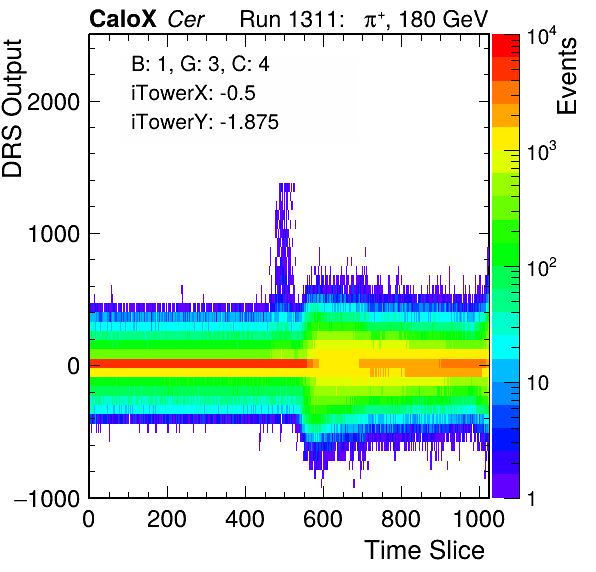 CaloX Cer Run 1311: π⁺, 180 GeV
B: 1, G: 3, C: 4
iTowerX: -0.5
iTowerY: -1.875
DRS Output
2000
1000
0
−1000
0 200 400 600 800 1000
Time Slice
Events
10⁴
10³
10²
10
1